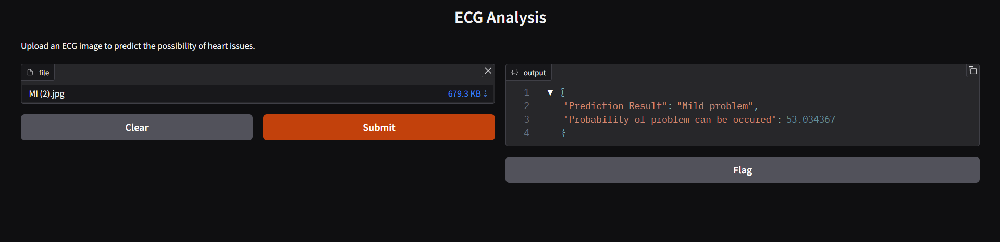 ECG Analysis
Upload an ECG image to predict the possibility of heart issues.
file
MI (2).jpg 679.3 KB ⇣
Clear Submit
output
1 ▼ {
2 "Prediction Result": "Mild problem",
3 "Probability of problem can be occured": 53.034367
4 }
Flag